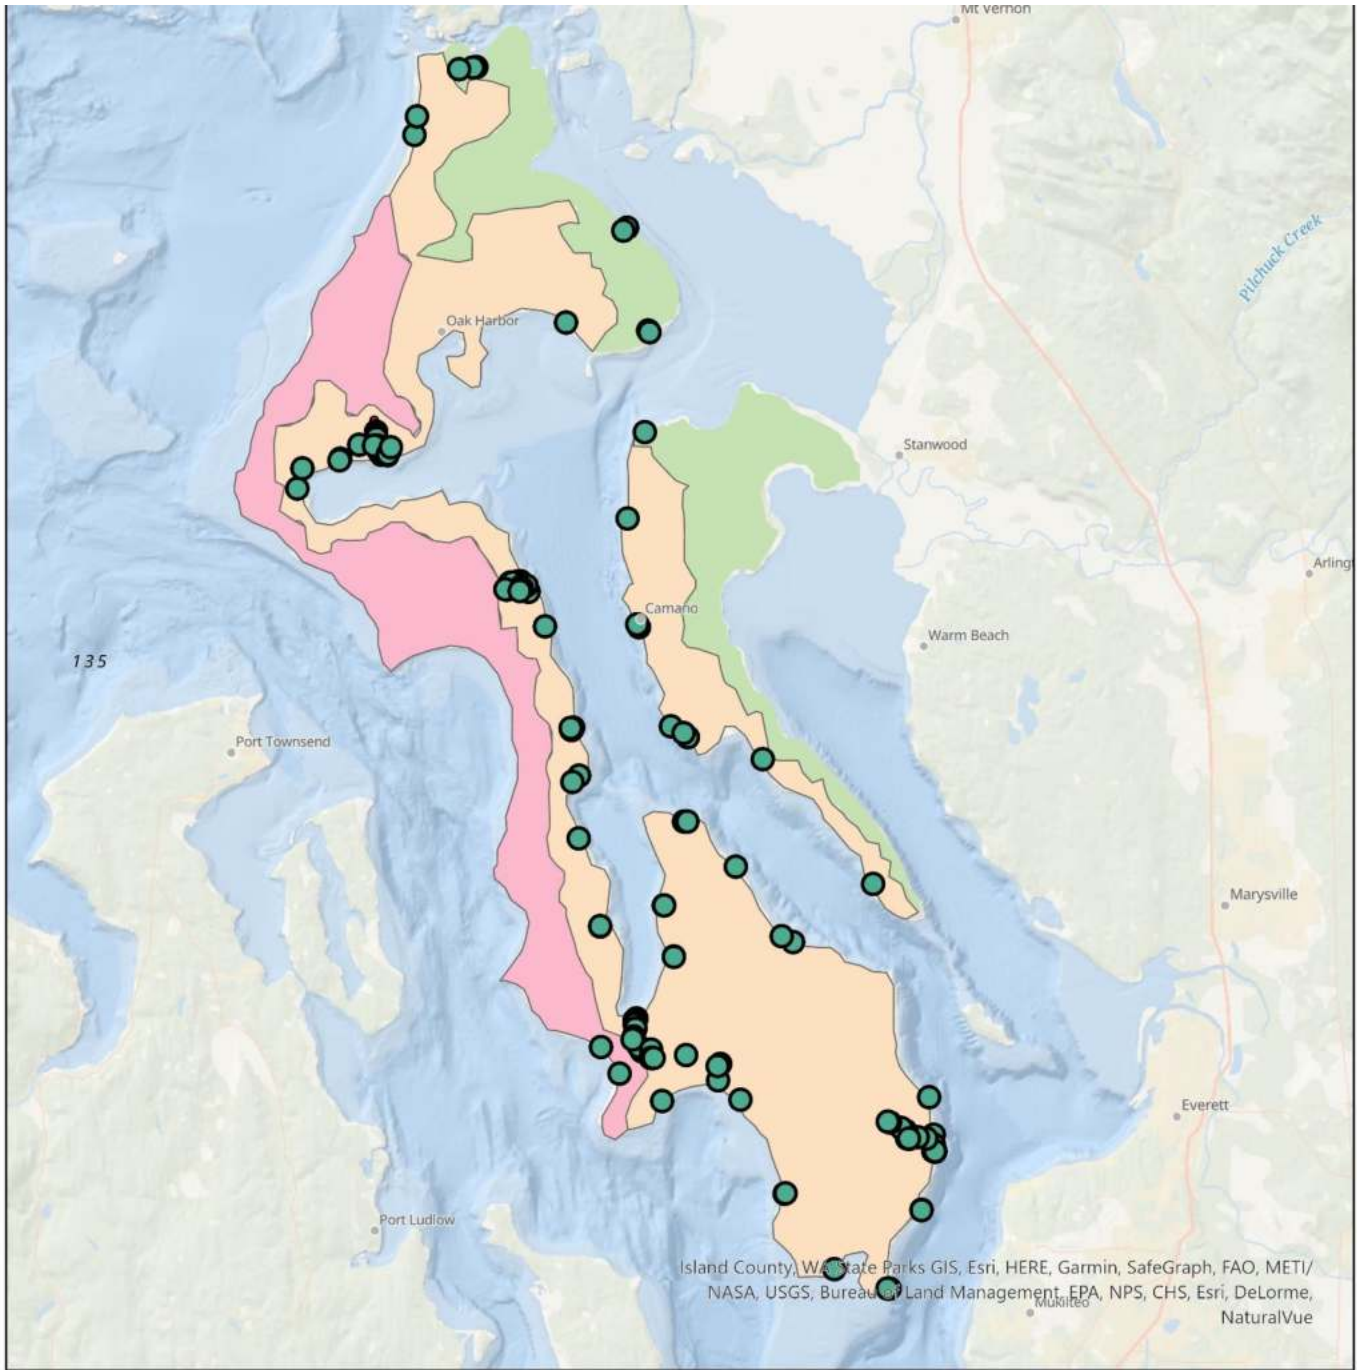 Mt Vernon
Pilchuck Creek
Oak Harbor
Stanwood
Arling
Camano
Warm Beach
135
Port Townsend
Marysville
Everett
Port Ludlow
Island County, WA State Parks GIS, Esri, HERE, Garmin, SafeGraph, FAO, METI/
NASA, USGS, Bureau of Land Management, EPA, NPS, CHS, Esri, DeLorme,
Mukilteo
NaturalVue